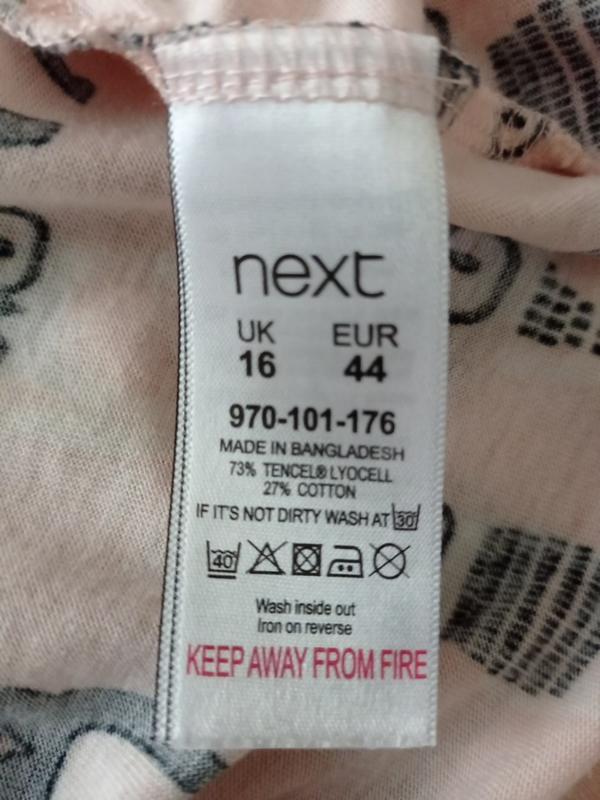 next
UK EUR
16 44
970-101-176
MADE IN BANGLADESH
73% TENCEL® LYOCELL
27% COTTON
IF IT'S NOT DIRTY WASH AT 30°
40°
Wash inside out
Iron on reverse
KEEP AWAY FROM FIRE